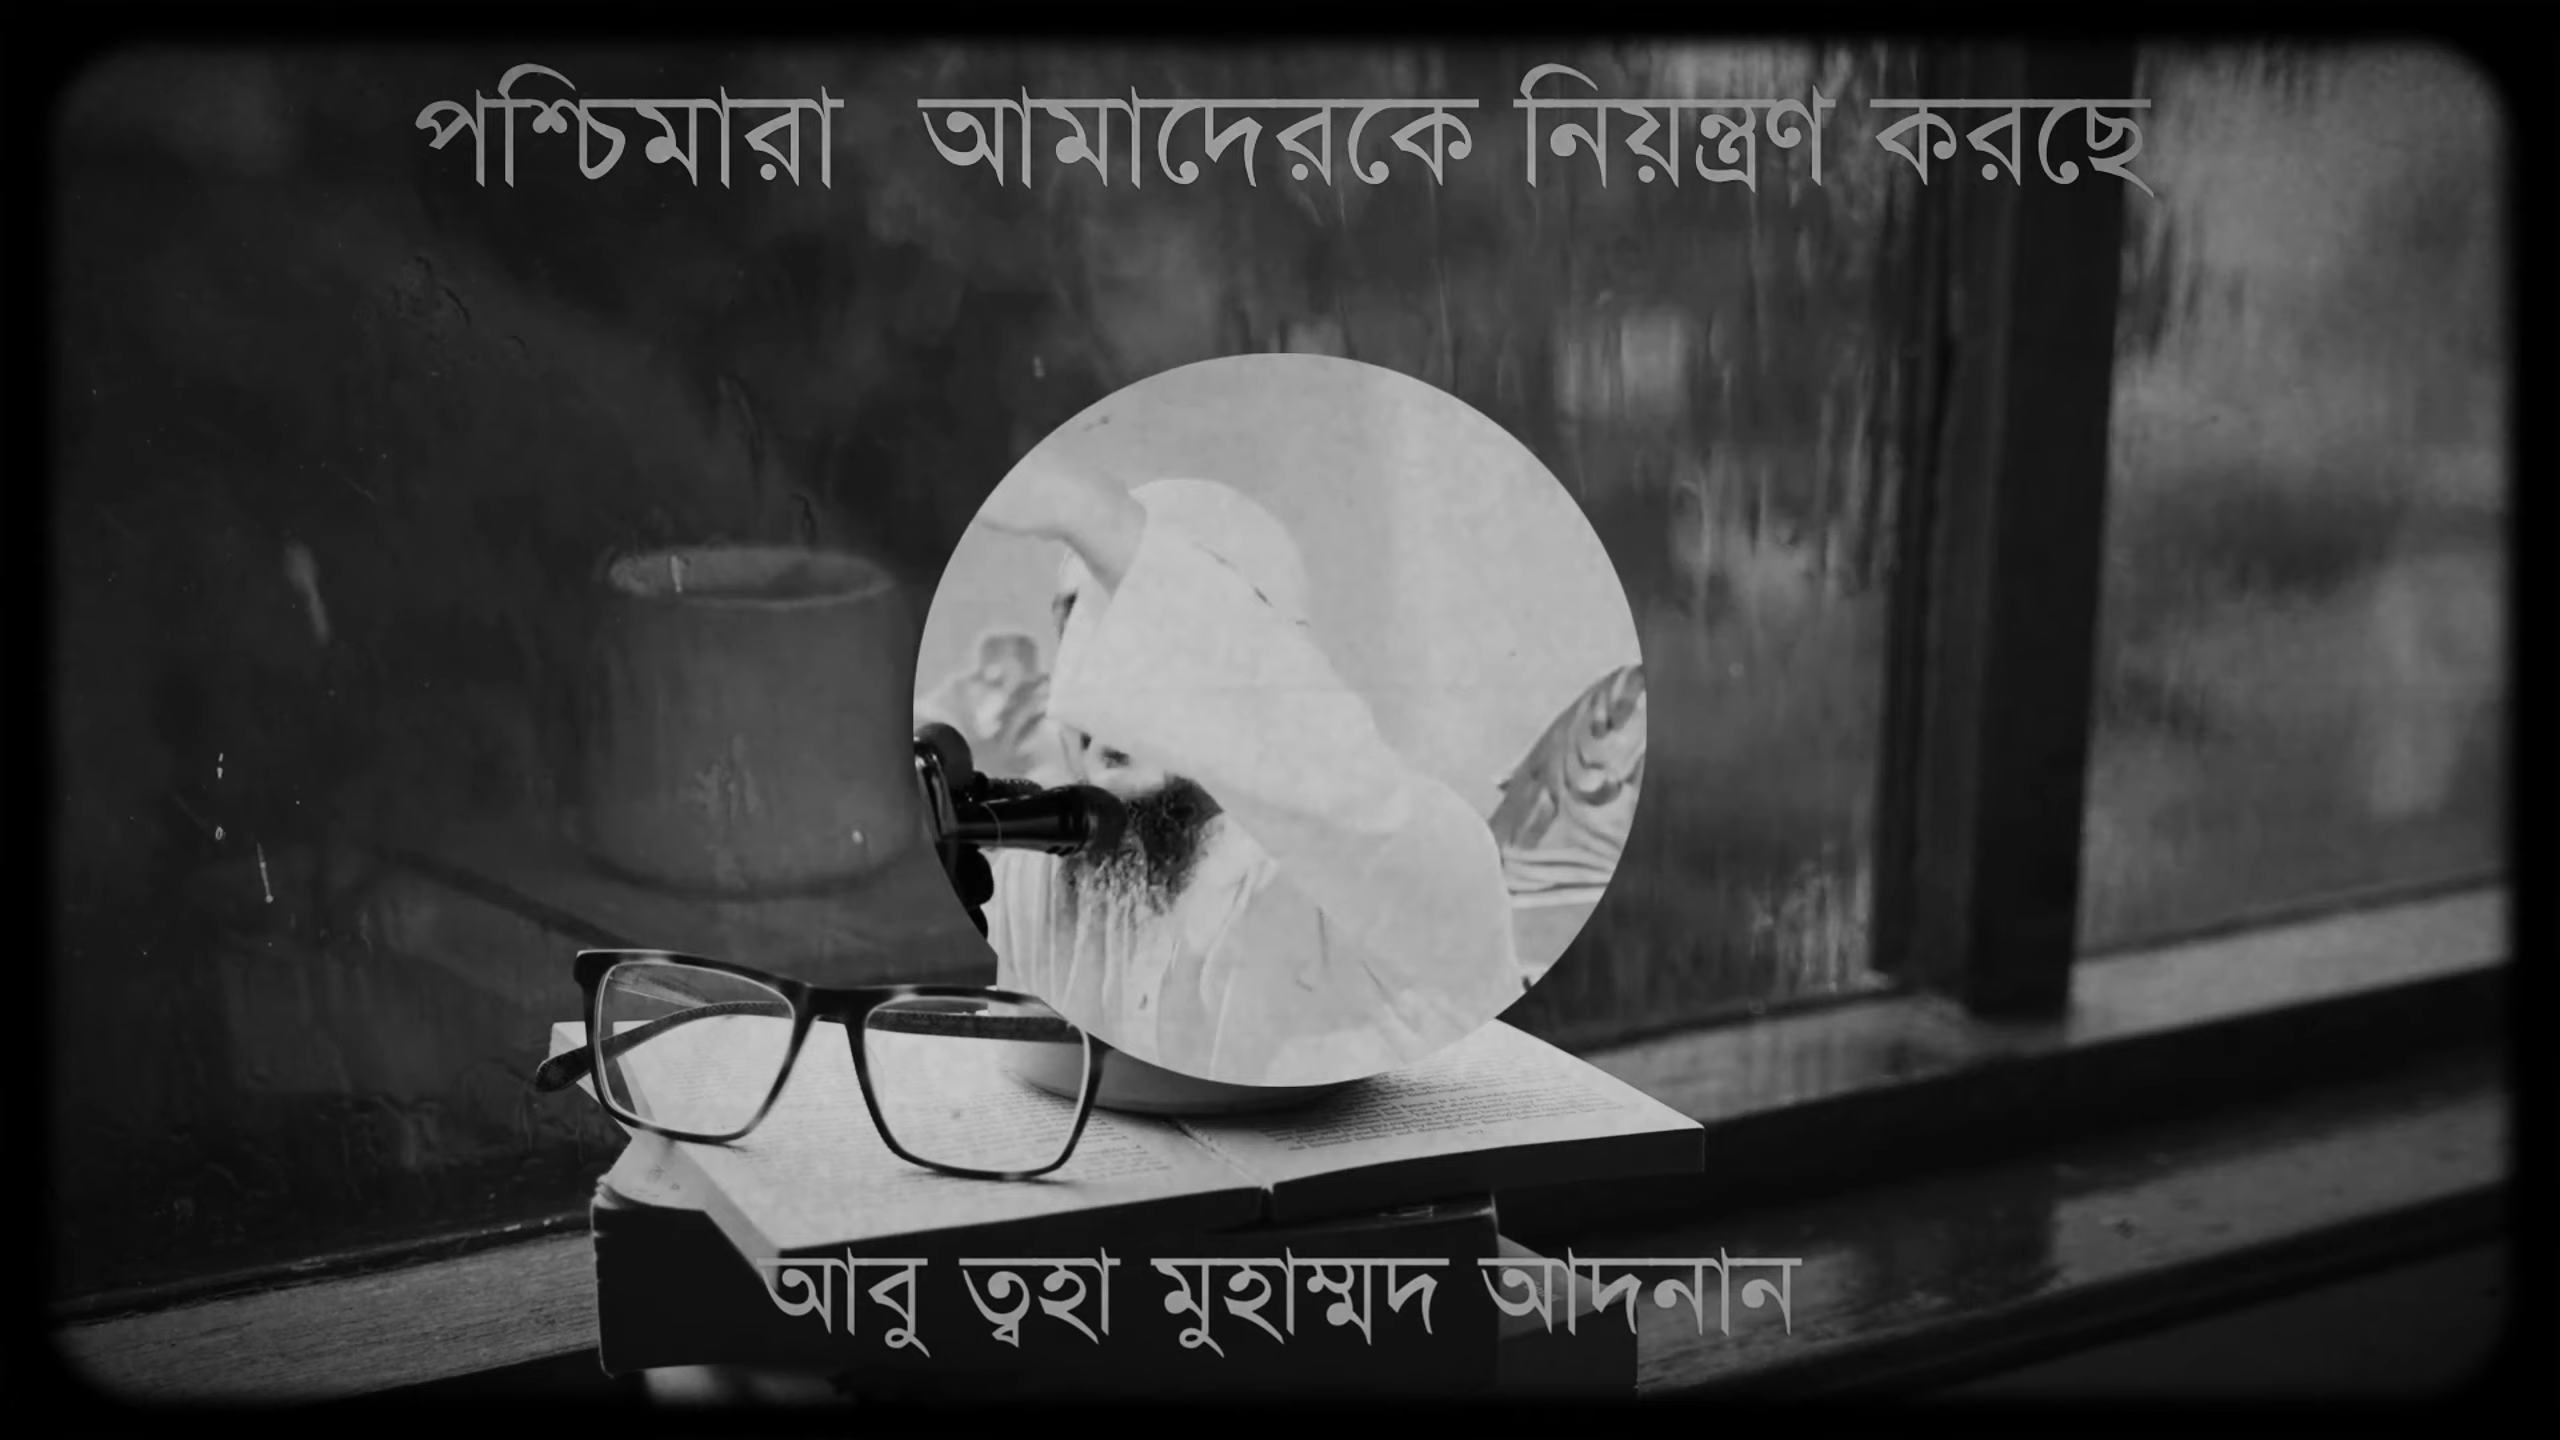 পশ্চিমারা আমাদেরকে নিয়ন্ত্রণ করছে
আবু ত্বহা মুহাম্মদ আদনান